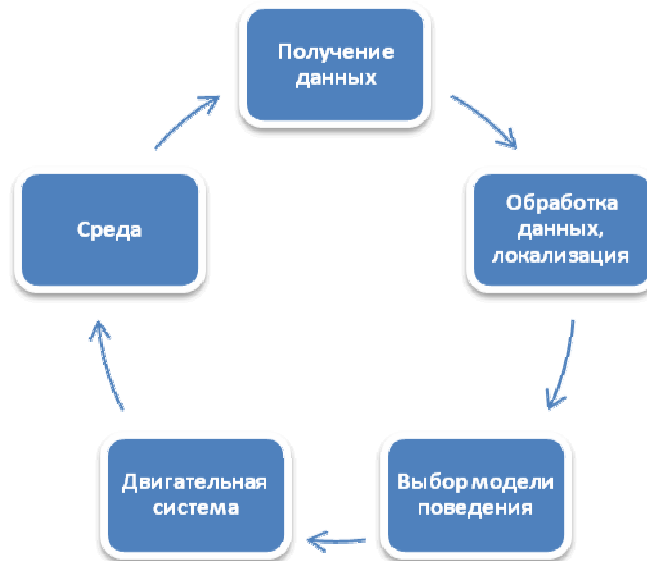 Получение
данных
Обработка
данных,
локализация
Выбор модели
поведения
Двигательная
система
Среда